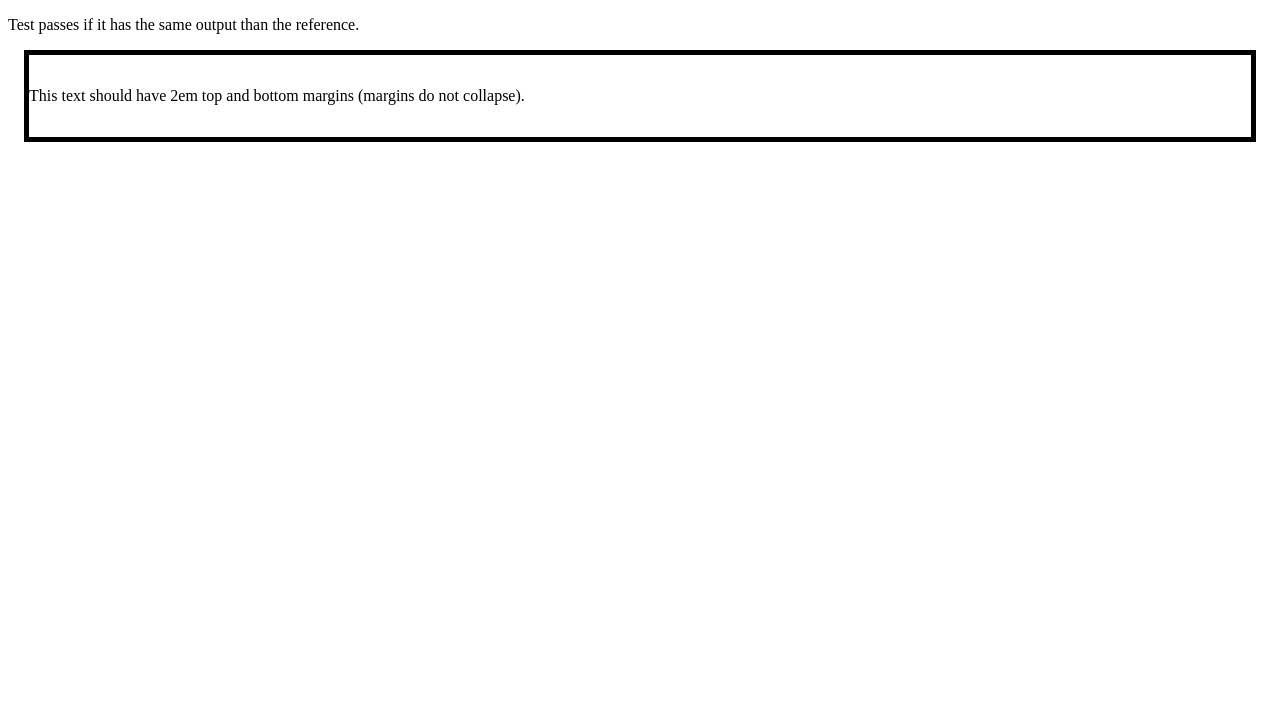 Test passes if it has the same output than the reference.
This text should have 2em top and bottom margins (margins do not collapse).